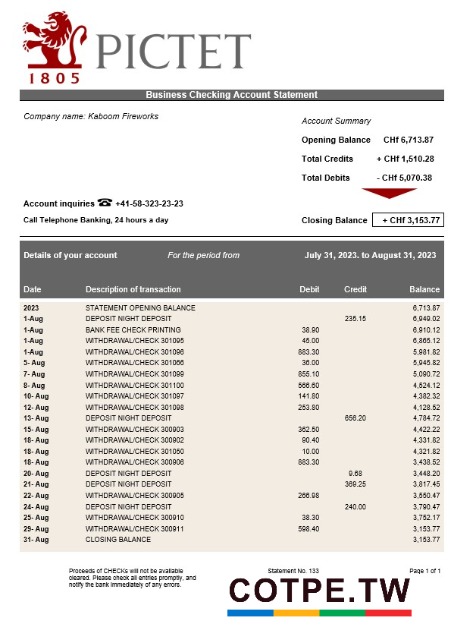 PICTET
1805
Business Checking Account Statement
Company name: Kaboom Fireworks
Account Summary
Opening Balance CHf 6,713.87
Total Credits + CHf 1,510.28
Total Debits - CHf 5,070.38
Account inquiries ☎ +41-58-323-23-23
Call Telephone Banking, 24 hours a day
Closing Balance + CHf 3,153.77
Details of your account For the period from July 31, 2023. to August 31, 2023
Date Description of transaction Debit Credit Balance
2023 STATEMENT OPENING BALANCE 6,713.87
1-Aug DEPOSIT NIGHT DEPOSIT 235.15 6,949.02
1-Aug BANK FEE CHECK PRINTING 38.90 6,910.12
1-Aug WITHDRAWAL/CHECK 301095 45.00 6,865.12
1-Aug WITHDRAWAL/CHECK 301096 883.30 5,981.82
5- Aug WITHDRAWAL/CHECK 301066 36.00 5,945.82
7- Aug WITHDRAWAL/CHECK 301099 855.10 5,090.72
8- Aug WITHDRAWAL/CHECK 301100 566.60 4,524.12
10- Aug WITHDRAWAL/CHECK 301097 141.80 4,382.32
12- Aug WITHDRAWAL/CHECK 301098 253.80 4,128.52
13- Aug DEPOSIT NIGHT DEPOSIT 656.20 4,784.72
15- Aug WITHDRAWAL/CHECK 300903 362.50 4,422.22
18- Aug WITHDRAWAL/CHECK 300902 90.40 4,331.82
18- Aug WITHDRAWAL/CHECK 301050 10.00 4,321.82
18- Aug WITHDRAWAL/CHECK 300906 883.30 3,438.52
20- Aug DEPOSIT NIGHT DEPOSIT 9.68 3,448.20
21- Aug DEPOSIT NIGHT DEPOSIT 369.25 3,817.45
22- Aug WITHDRAWAL/CHECK 300905 266.98 3,550.47
24- Aug DEPOSIT NIGHT DEPOSIT 240.00 3,790.47
25- Aug WITHDRAWAL/CHECK 300910 38.30 3,752.17
29- Aug WITHDRAWAL/CHECK 300911 598.40 3,153.77
31- Aug CLOSING BALANCE 3,153.77
Proceeds of CHECKs will not be available Statement No. 133 Page 1 of 1
cleared. Please check all entries promptly, and
notify the bank immediately of any errors.
COTPE.TW